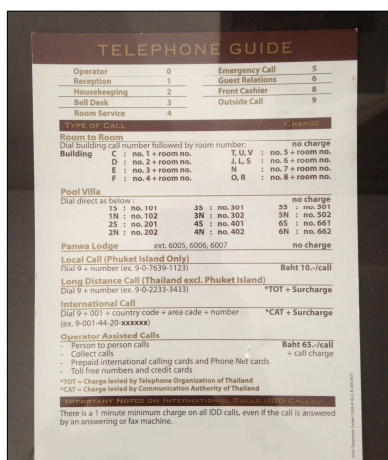 TELEPHONE GUIDE
Operator 0 Emergency Call 5
Reception 1 Guest Relations 6
Housekeeping 2 Front Cashier 8
Bell Desk 3 Outside Call 9
Room Service 4
TYPE OF CALL CHARGE
Room to Room
Dial building call number followed by room number: no charge
Building C : no. 1 + room no. T, U, V : no. 5 + room no.
D : no. 2 + room no. J, L, S : no. 6 + room no.
E : no. 3 + room no. N : no. 7 + room no.
F : no. 4 + room no. O, R : no. 8 + room no.
Pool Villa
Dial direct as below : no charge
1S : no. 101 3S : no. 301 5S : no. 501
1N : no. 102 3N : no. 302 5N : no. 502
2S : no. 201 4S : no. 401 6S : no. 661
2N : no. 202 4N : no. 402 6N : no. 662
Panwa Lodge ext. 6005, 6006, 6007 no charge
Local Call (Phuket Island Only)
Dial 9 + number (ex. 9-0-7639-1123) Baht 10.-/call
Long Distance Call (Thailand excl. Phuket Island)
Dial 9 + number (ex. 9-0-2233-3433) *TOT + Surcharge
International Call
Dial 9 + 001 + country code + area code + number *CAT + Surcharge
(ex. 9-001-44-20-xxxxxx)
Operator Assisted Calls
- Person to person calls Baht 65.-/call
- Collect calls + call charge
- Prepaid international calling cards and Phone Net cards
- Toll free numbers and credit cards
*TOT = Charge levied by Telephone Organization of Thailand
*CAT = Charge levied by Communication Authority of Thailand
IMPORTANT NOTES ON INTERNATIONAL CALLS (IDD CALLS)
There is a 1 minute minimum charge on all IDD calls, even if the call is answered
by an answering or fax machine.